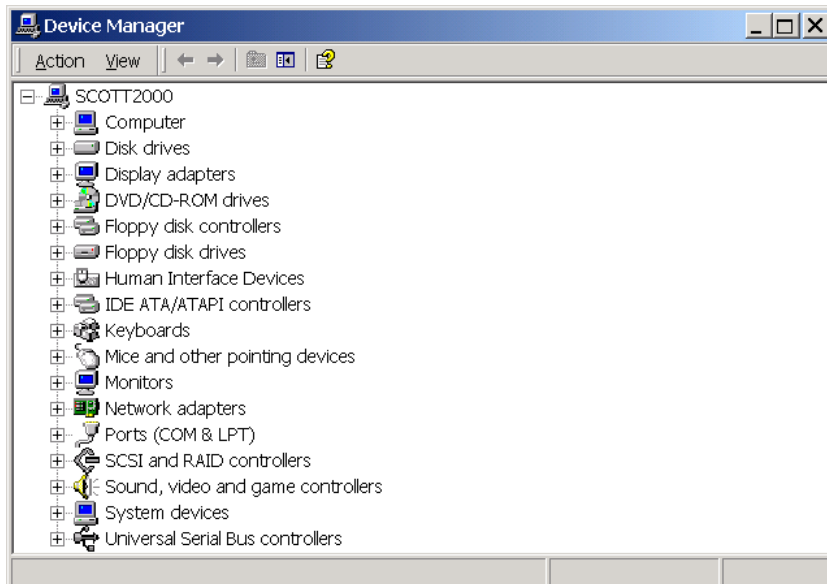 Device Manager
Action View
SCOTT2000
Computer
Disk drives
Display adapters
DVD/CD-ROM drives
Floppy disk controllers
Floppy disk drives
Human Interface Devices
IDE ATA/ATAPI controllers
Keyboards
Mice and other pointing devices
Monitors
Network adapters
Ports (COM & LPT)
SCSI and RAID controllers
Sound, video and game controllers
System devices
Universal Serial Bus controllers